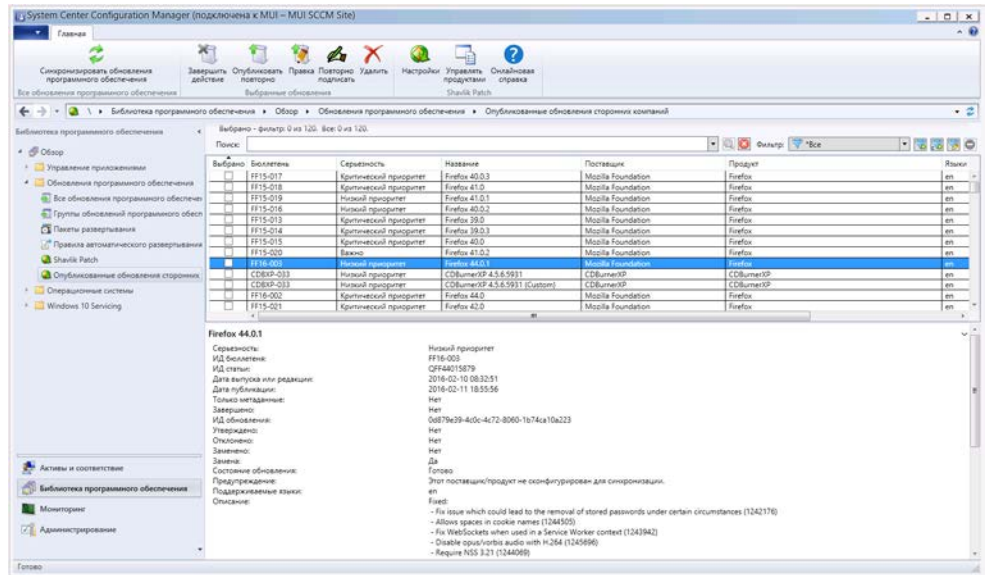 System Center Configuration Manager (подключена к MUI – MUI SCCM Site)
Главная
Синхронизировать обновления программного обеспечения
Завершить действие
Опубликовать повторно
Правка
Повторно подписать
Удалить
Настройки
Управлять продуктами
Онлайновая справка
Все обновления программного обеспечения
Выбранные обновления
Shavlik Patch
\ Библиотека программного обеспечения Обзор Обновления программного обеспечения Опубликованные обновления сторонних компаний
Библиотека программного обеспечения
Обзор
Управление приложениями
Обновления программного обеспечения
Все обновления программного обеспечен
Группы обновлений программного обесп
Пакеты развертывания
Правила автоматического развертывания
Shavlik Patch
Опубликованные обновления сторонних
Операционные системы
Windows 10 Servicing
Активы и соответствие
Библиотека программного обеспечения
Мониторинг
Администрирование
Выбрано - фильтр: 0 из 120. Все: 0 из 120.
Поиск:
Фильтр: *Все
Выбрано Бюллетень Серьезность Название Поставщик Продукт Языки
FF15-017 Критический приоритет Firefox 40.0.3 Mozilla Foundation Firefox en
FF15-018 Критический приоритет Firefox 41.0 Mozilla Foundation Firefox en
FF15-019 Низкий приоритет Firefox 41.0.1 Mozilla Foundation Firefox en
FF15-016 Низкий приоритет Firefox 40.0.2 Mozilla Foundation Firefox en
FF15-013 Критический приоритет Firefox 39.0 Mozilla Foundation Firefox en
FF15-014 Критический приоритет Firefox 39.0.3 Mozilla Foundation Firefox en
FF15-015 Критический приоритет Firefox 40.0 Mozilla Foundation Firefox en
FF15-020 Важно Firefox 41.0.2 Mozilla Foundation Firefox en
FF16-003 Низкий приоритет Firefox 44.0.1 Mozilla Foundation Firefox en
CDBXP-033 Низкий приоритет CDBurnerXP 4.5.6.5931 CDBurnerXP CDBurnerXP en
CDBXP-033 Низкий приоритет CDBurnerXP 4.5.6.5931 (Custom) CDBurnerXP CDBurnerXP en
FF16-002 Критический приоритет Firefox 44.0 Mozilla Foundation Firefox en
FF15-021 Критический приоритет Firefox 42.0 Mozilla Foundation Firefox en
Firefox 44.0.1
Серьезность: Низкий приоритет
ИД бюллетеня: FF16-003
ИД статьи: QFF44015879
Дата выпуска или редакции: 2016-02-10 08:32:51
Дата публикации: 2016-02-11 18:55:56
Только метаданные: Нет
Завершено: Нет
ИД обновления: 0d879e39-4c0c-4c72-8060-1b74ca10a223
Утверждено: Нет
Отклонено: Нет
Заменено: Нет
Замена: Да
Состояние обновления: Готово
Предупреждение: Этот поставщик/продукт не сконфигурирован для синхронизации.
Поддерживаемые языки: en
Описание: Fixed:
- Fix issue which could lead to the removal of stored passwords under certain circumstances (1242176)
- Allows spaces in cookie names (1244505)
- Fix WebSockets when used in a Service Worker context (1243942)
- Disable opus/vorbis audio with H.264 (1245696)
- Require NSS 3.21 (1244069)
Готово